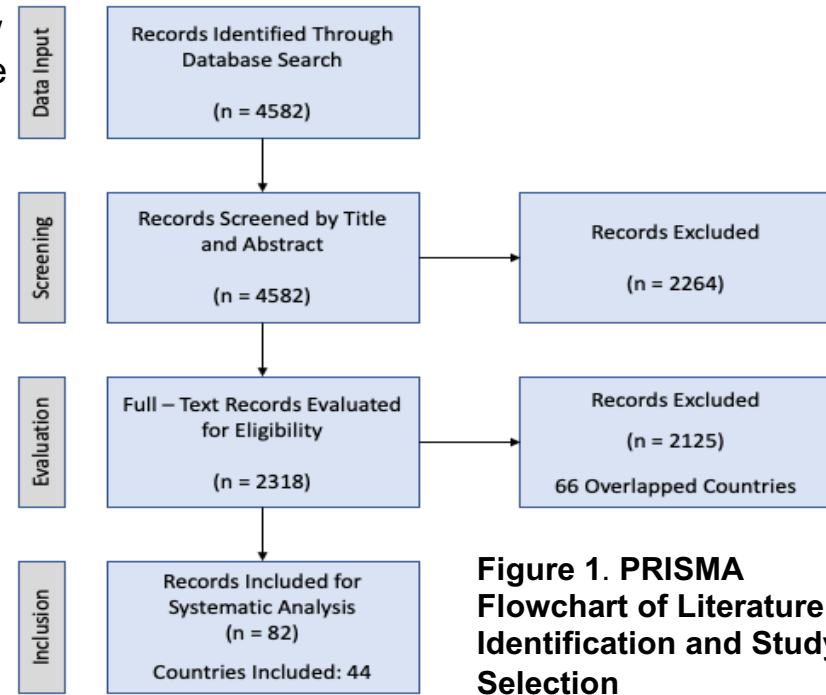 Data Input
Records Identified Through
Database Search
(n = 4582)
Screening
Records Screened by Title
and Abstract
(n = 4582)
Records Excluded
(n = 2264)
Evaluation
Full – Text Records Evaluated
for Eligibility
(n = 2318)
Records Excluded
(n = 2125)
66 Overlapped Countries
Inclusion
Records Included for
Systematic Analysis
(n = 82)
Countries Included: 44
Figure 1. PRISMA
Flowchart of Literature
Identification and Study
Selection